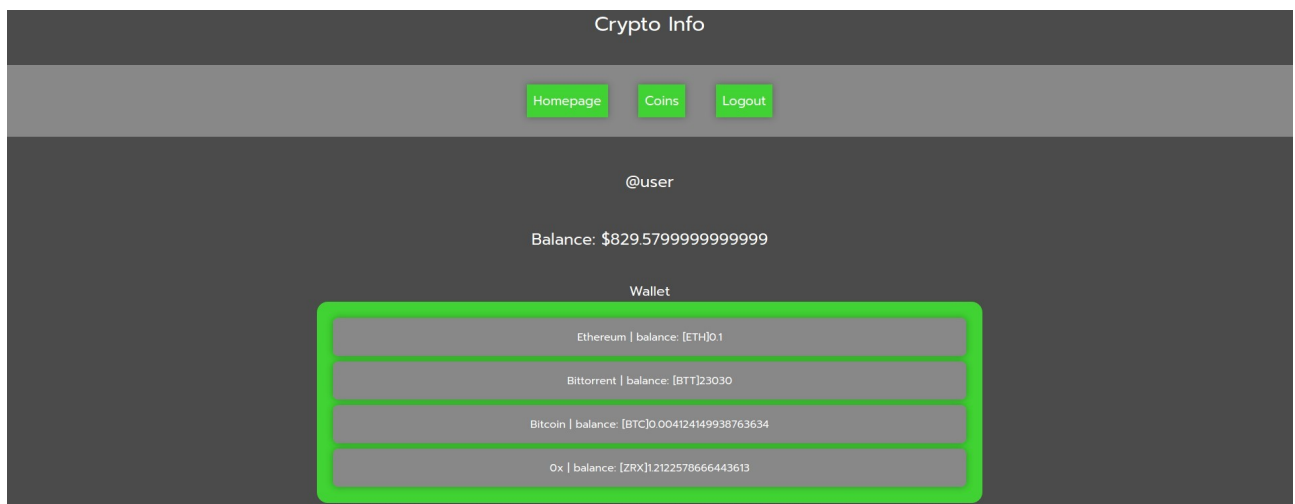 Crypto Info
Homepage Coins Logout
@user
Balance: $829.5799999999999
Wallet
Ethereum | balance: [ETH]0.1
Bittorrent | balance: [BTT]23030
Bitcoin | balance: [BTC]0.004124149938763634
0x | balance: [ZRX]1.2122578666443613